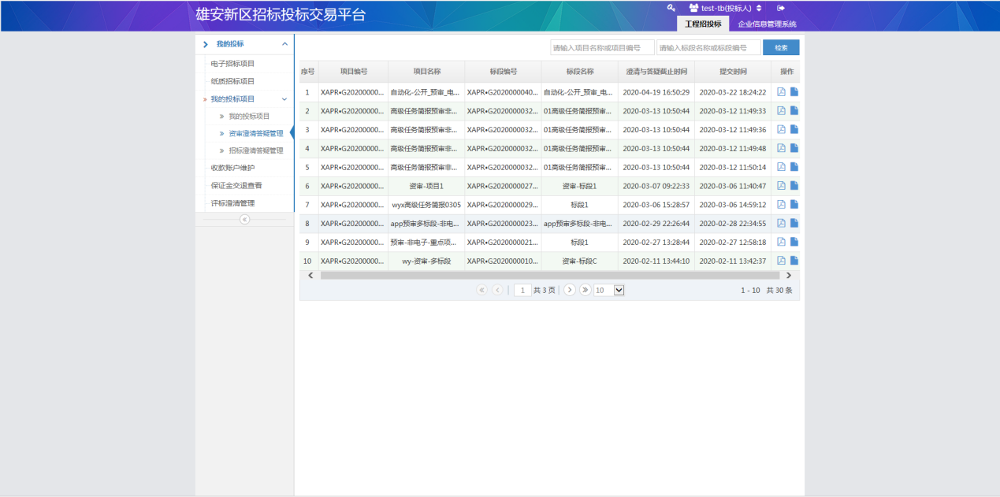 雄安新区招标投标交易平台
test-tb(投标人)
工程招投标 企业信息管理系统
我的投标
电子招标项目
纸质招标项目
我的投标项目
我的投标项目
资审澄清答疑管理
招标澄清答疑管理
收款账户维护
保证金交退查看
评标澄清管理
请输入项目名称或项目编号 请输入标段名称或标段编号 检索
序号 项目编号 项目名称 标段编号 标段名称 澄清与答疑截止时间 提交时间 操作
1 XAPR•G20200000... 自动化-公开_预审_电... XAPR•G2020000040... 自动化-公开_预审_电... 2020-04-19 16:50:29 2020-03-22 18:24:22
2 XAPR•G20200000... 高级任务简报预审非... XAPR•G2020000032... 01高级任务简报预审... 2020-03-13 10:50:44 2020-03-12 11:49:33
3 XAPR•G20200000... 高级任务简报预审非... XAPR•G2020000032... 01高级任务简报预审... 2020-03-13 10:50:44 2020-03-12 11:49:36
4 XAPR•G20200000... 高级任务简报预审非... XAPR•G2020000032... 01高级任务简报预审... 2020-03-13 10:50:44 2020-03-12 11:49:48
5 XAPR•G20200000... 高级任务简报预审非... XAPR•G2020000032... 01高级任务简报预审... 2020-03-13 10:50:44 2020-03-12 11:50:14
6 XAPR•G20200000... 资审-项目1 XAPR•G2020000027... 资审-标段1 2020-03-07 09:22:33 2020-03-06 11:40:47
7 XAPR•G20200000... wyx高级任务简报0305 XAPR•G2020000029... 标段1 2020-03-06 15:28:57 2020-03-06 14:59:12
8 XAPR•G20200000... app预审多标段-非电... XAPR•G2020000023... app预审多标段-非电... 2020-02-29 22:26:44 2020-02-28 22:34:55
9 XAPR•G20200000... 预审-非电子-重点项... XAPR•G2020000021... 标段1 2020-02-27 13:28:44 2020-02-27 12:58:18
10 XAPR•G20200000... wy-资审-多标段 XAPR•G2020000010... 资审-标段C 2020-02-11 13:44:10 2020-02-11 13:42:37
1 共 3 页 10 1 - 10 共 30 条